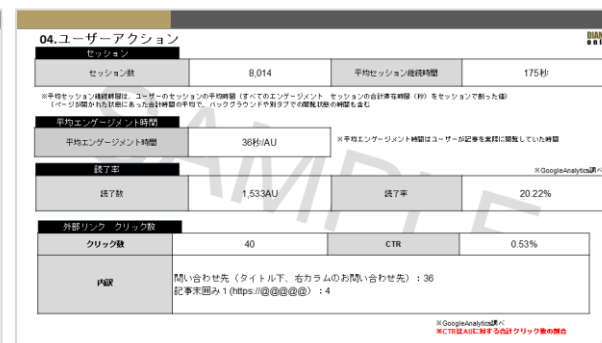 04.ユーザーアクション
DIAM
セッション
セッション数 8,014 平均セッション継続時間 175秒
※平均セッション継続時間は、ユーザーのセッションの平均時間（すべてのエンゲージメント セッションの合計滞在時間（秒）をセッションで割った値）
（ページが開かれた状態にあった合計時間の平均で、バックグラウンドや別タブでの閲覧状態の時間も含む
平均エンゲージメント時間
平均エンゲージメント時間 36秒/AU ※平均エンゲージメント時間はユーザーが記事を実際に閲覧していた時間
読了率
※GoogleAnalytics調べ
読了数 1,533AU 読了率 20.22%
外部リンク クリック数
クリック数 40 CTR 0.53%
内訳
問い合わせ先（タイトル下、右カラムのお問い合わせ先）：36
記事末囲み1(https://@@@@@)：4
※GoogleAnalytics調べ
※CTRはAUに対する合計クリック数の割合
SAMPLE